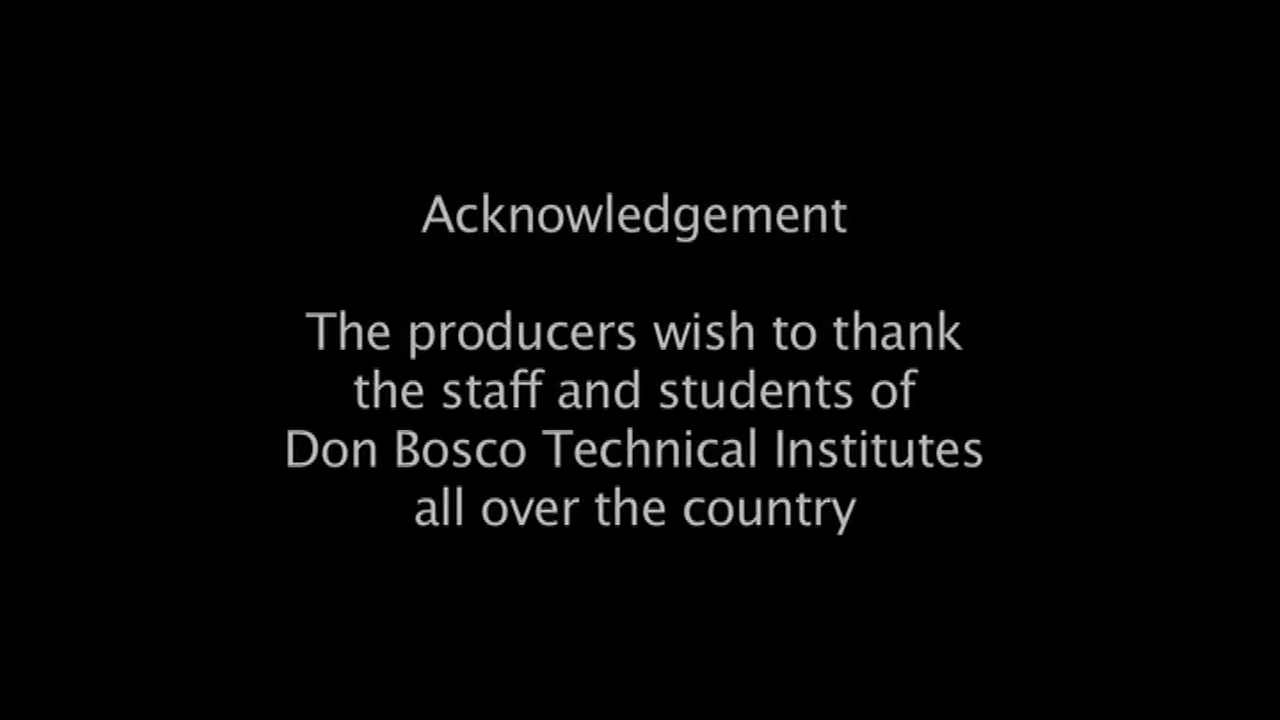 Acknowledgement
The producers wish to thank
the staff and students of
Don Bosco Technical Institutes
all over the country